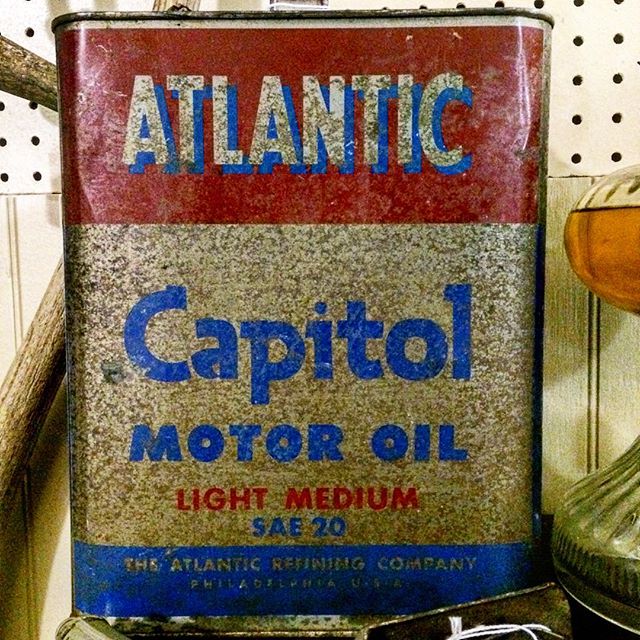 ATLANTIC
Capitol
MOTOR OIL
LIGHT MEDIUM
SAE 20
THE ATLANTIC REFINING COMPANY
PHILADELPHIA U.S.A.